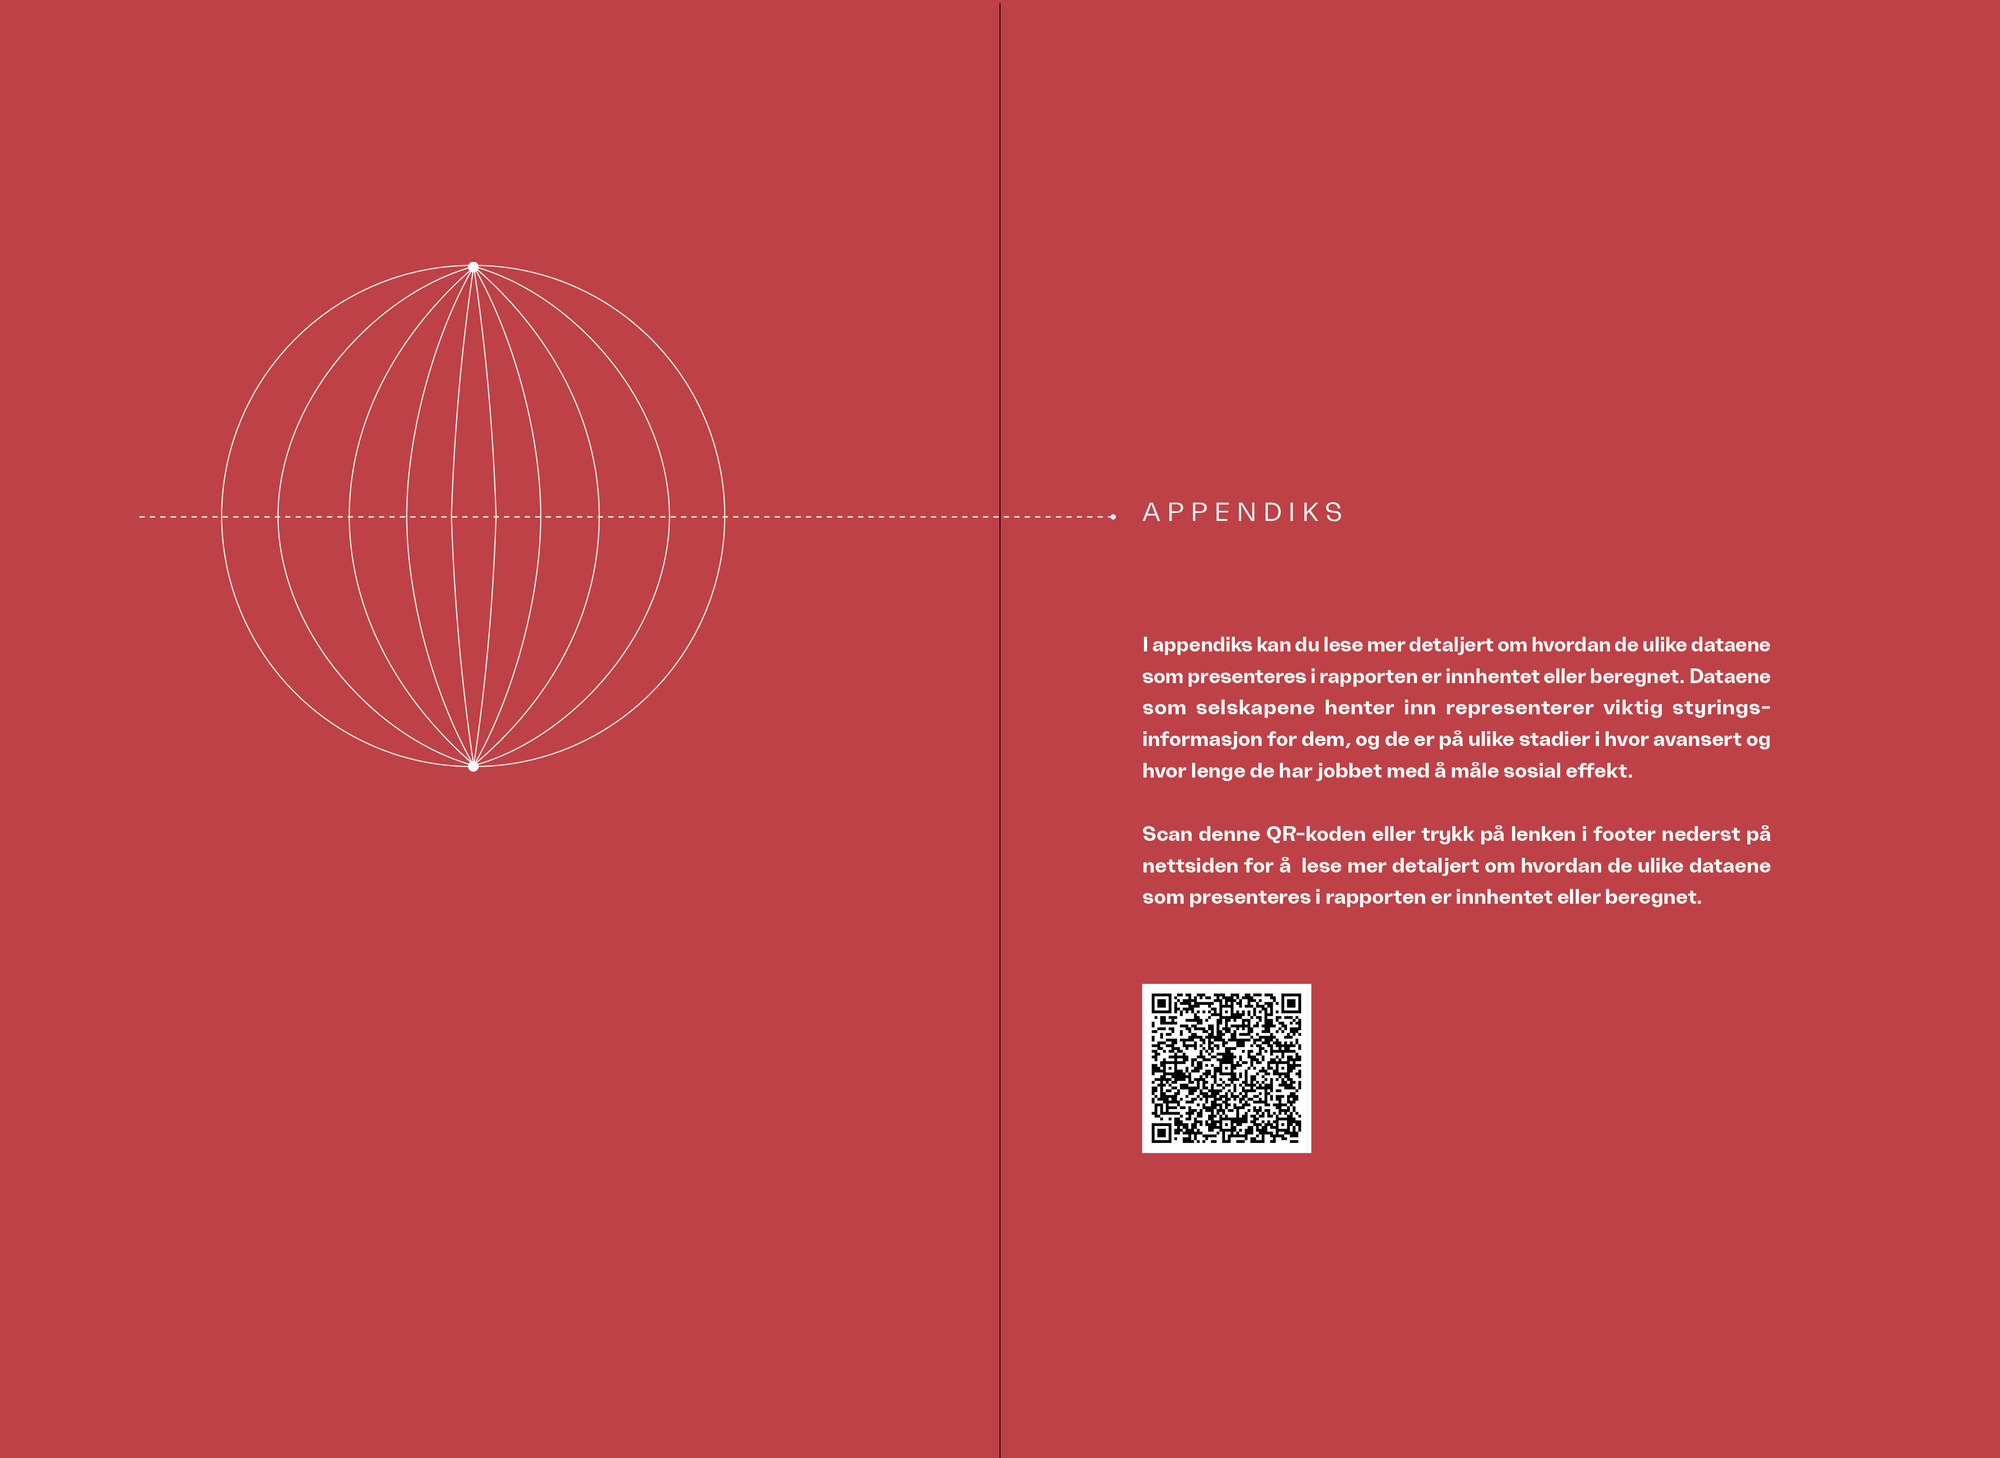 APPENDIKS
I appendiks kan du lese mer detaljert om hvordan de ulike dataene
som presenteres i rapporten er innhentet eller beregnet. Dataene
som selskapene henter inn representerer viktig styrings-
informasjon for dem, og de er på ulike stadier i hvor avansert og
hvor lenge de har jobbet med å måle sosial effekt.
Scan denne QR-koden eller trykk på lenken i footer nederst på
nettsiden for å lese mer detaljert om hvordan de ulike dataene
som presenteres i rapporten er innhentet eller beregnet.